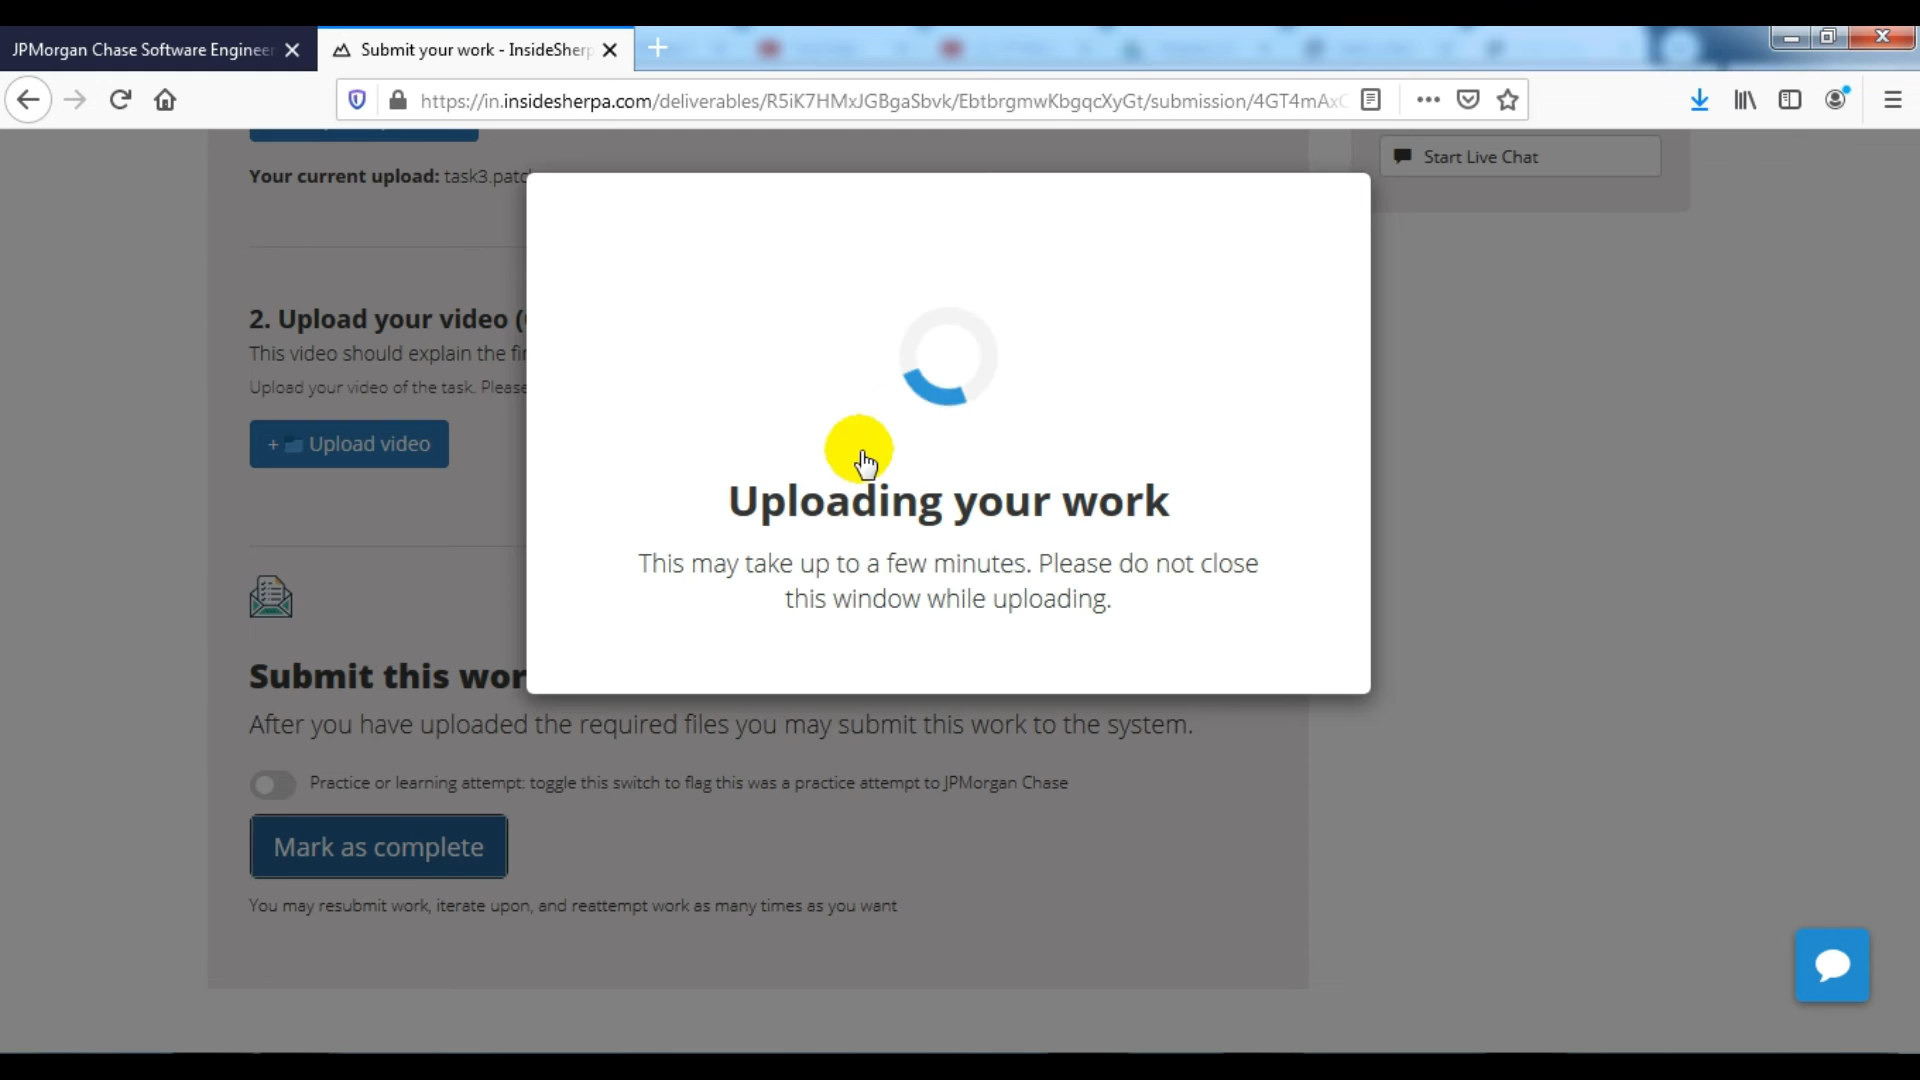 JPMorgan Chase Software Engineer
Submit your work - InsideSherp
https://in.insidesherpa.com/deliverables/R5iK7HMxJGBgaSbvk/EbtbrgmwKbgqcXyGt/submission/4GT4mAxC
Start Live Chat
Your current upload: task3.patc
2. Upload your video (
This video should explain the fi
Upload your video of the task. Please
+ Upload video
Uploading your work
This may take up to a few minutes. Please do not close
this window while uploading.
Submit this wor
After you have uploaded the required files you may submit this work to the system.
Practice or learning attempt: toggle this switch to flag this was a practice attempt to JPMorgan Chase
Mark as complete
You may resubmit work, iterate upon, and reattempt work as many times as you want